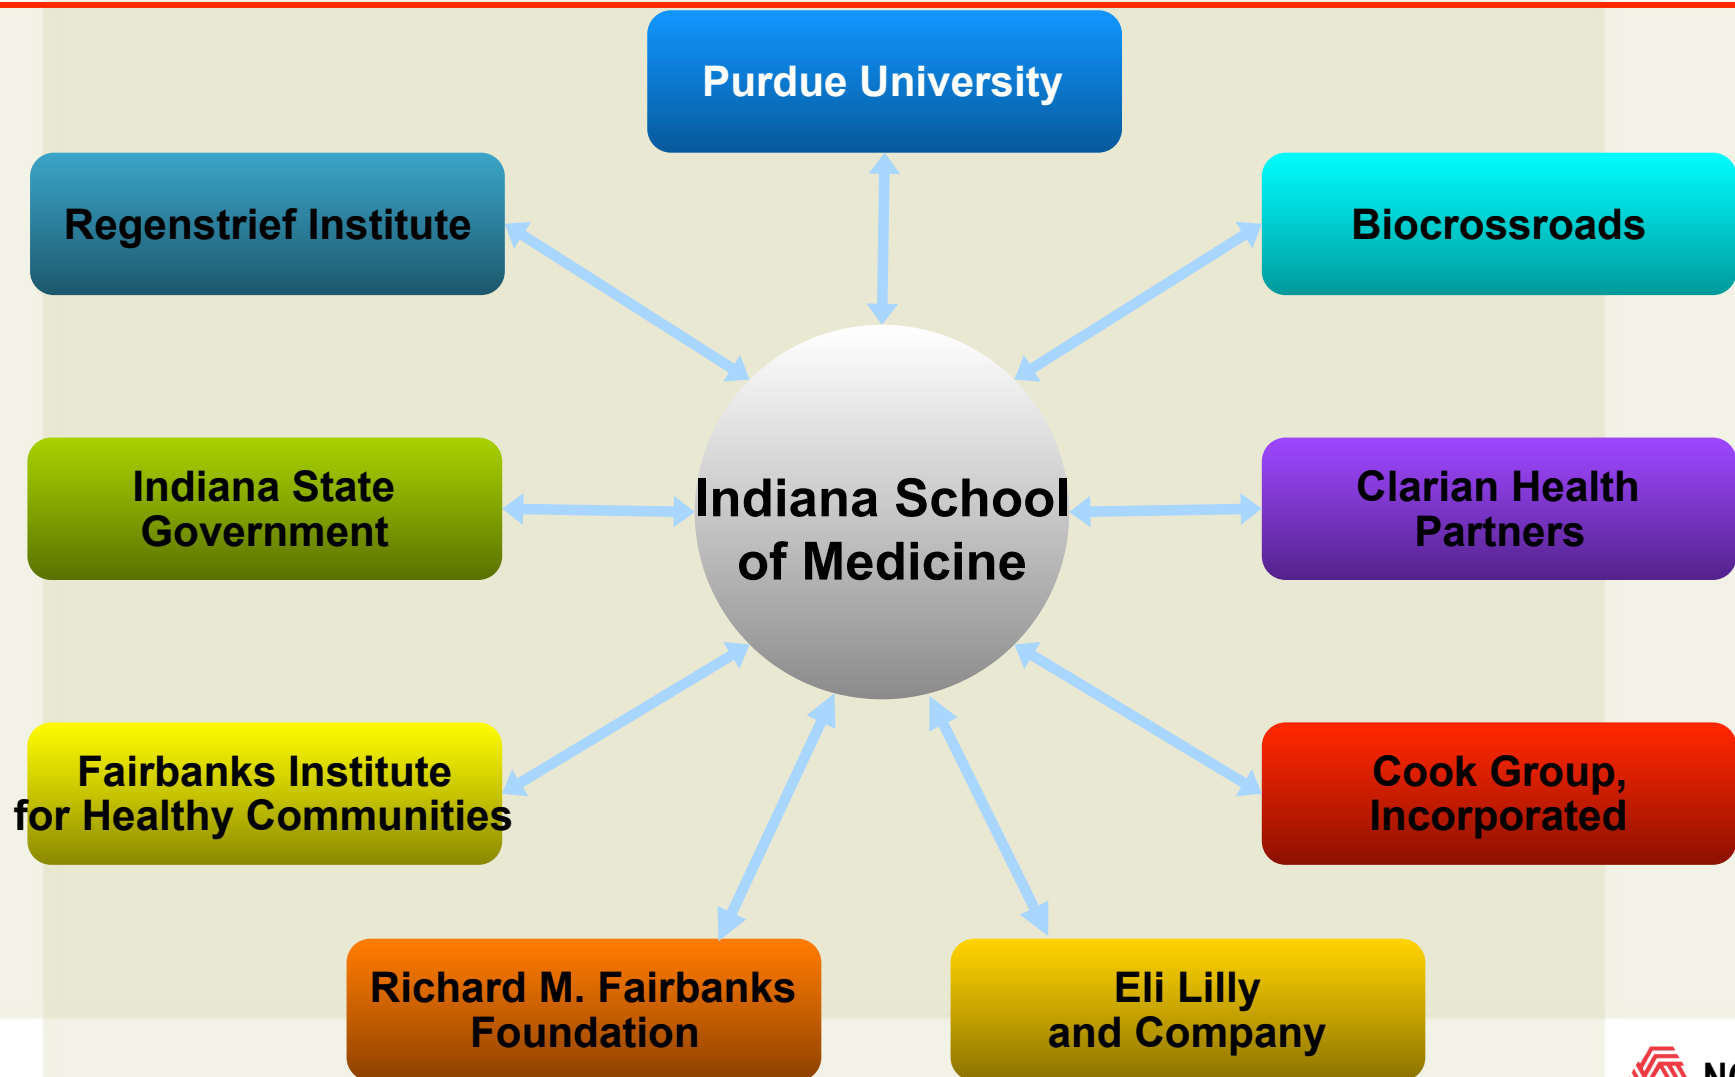 Purdue University
Regenstrief Institute
Biocrossroads
Indiana State
Government
Indiana School
of Medicine
Clarian Health
Partners
Fairbanks Institute
for Healthy Communities
Cook Group,
Incorporated
Richard M. Fairbanks
Foundation
Eli Lilly
and Company